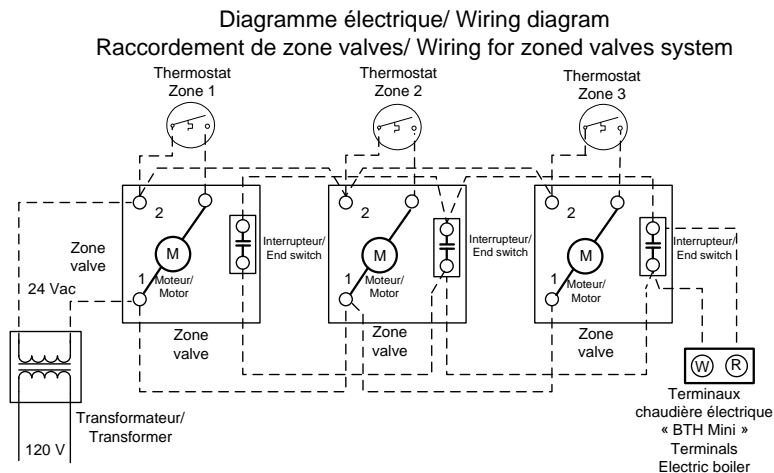 Diagramme électrique/ Wiring diagram
Raccordement de zone valves/ Wiring for zoned valves system
Thermostat
Zone 1
Thermostat
Zone 2
Thermostat
Zone 3
2
2
2
Zone
valve
M
Interrupteur/
End switch
M
Interrupteur/
End switch
M
Interrupteur/
End switch
24 Vac
1
Moteur/
Motor
1
Moteur/
Motor
1
Moteur/
Motor
Zone
valve
Zone
valve
Zone
valve
W
R
Transformateur/
Transformer
120 V
Terminaux
chaudière électrique
« BTH Mini »
Terminals
Electric boiler